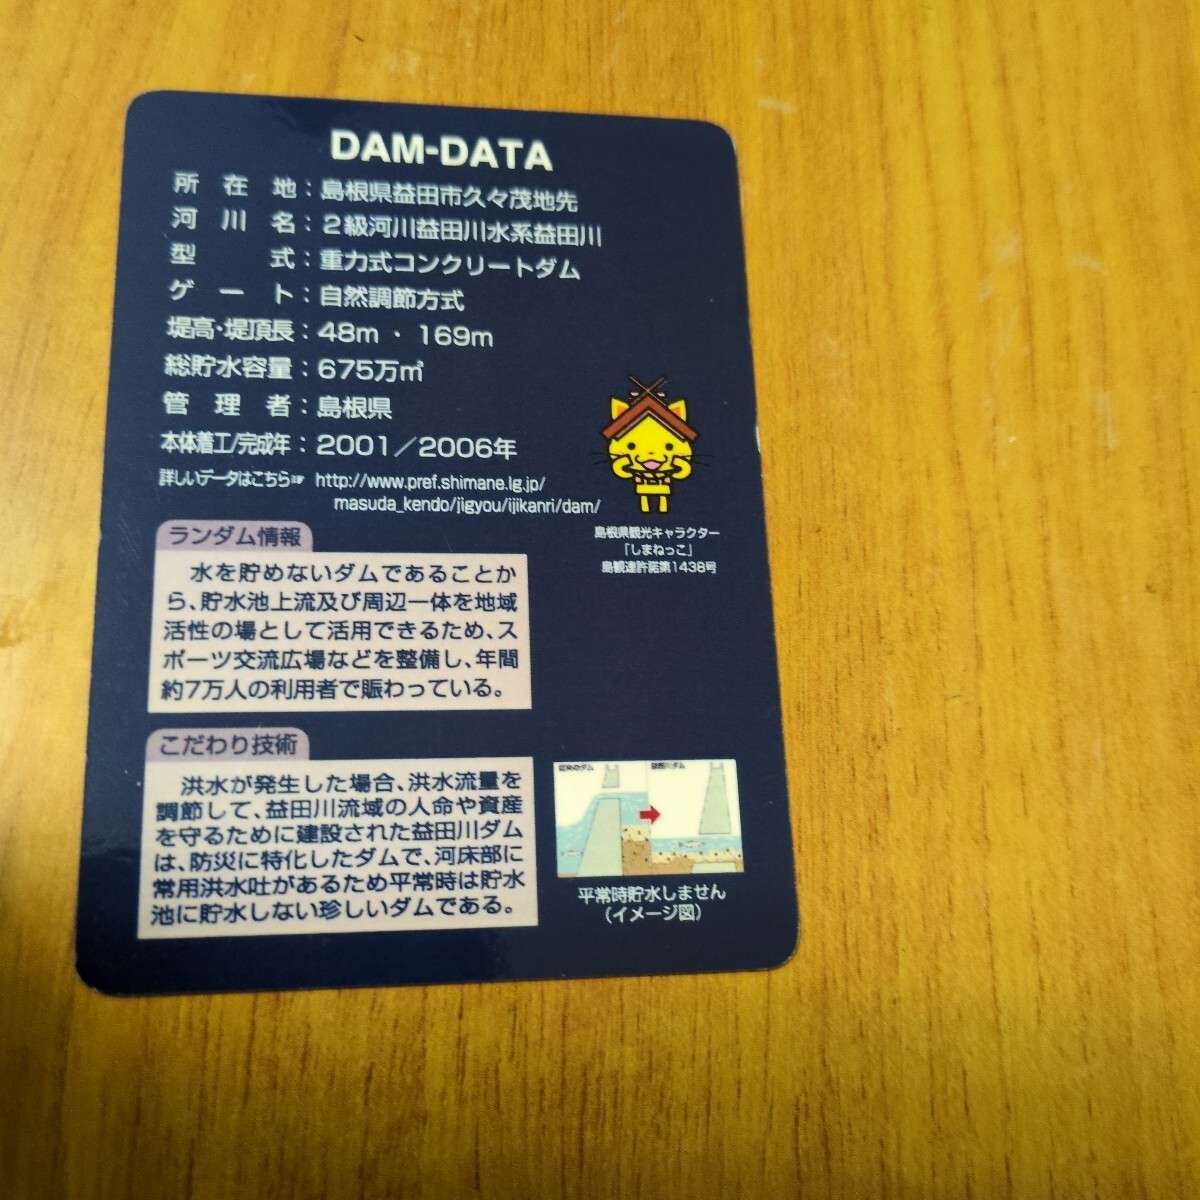 DAM-DATA
所在地：島根県益田市久々茂地先
河川名：2級河川益田川水系益田川
型式：重力式コンクリートダム
ゲート：自然調節方式
堤高・堤頂長：48m ・ 169m
総貯水容量：675万㎥
管理者：島根県
本体着工/完成年：2001／2006年
詳しいデータはこちら☞ http://www.pref.shimane.lg.jp/
masuda_kendo/jigyou/ijikanri/dam/
島根県観光キャラクター
「しまねっこ」
島観連許諾第1438号
ランダム情報
水を貯めないダムであることか
ら、貯水池上流及び周辺一体を地域
活性の場として活用できるため、ス
ポーツ交流広場などを整備し、年間
約7万人の利用者で賑わっている。
こだわり技術
洪水が発生した場合、洪水流量を
調節して、益田川流域の人命や資産
を守るために建設された益田川ダム
は、防災に特化したダムで、河床部に
常用洪水吐があるため平常時は貯水
池に貯水しない珍しいダムである。
従来のダム
益田川ダム
平常時貯水しません
（イメージ図）